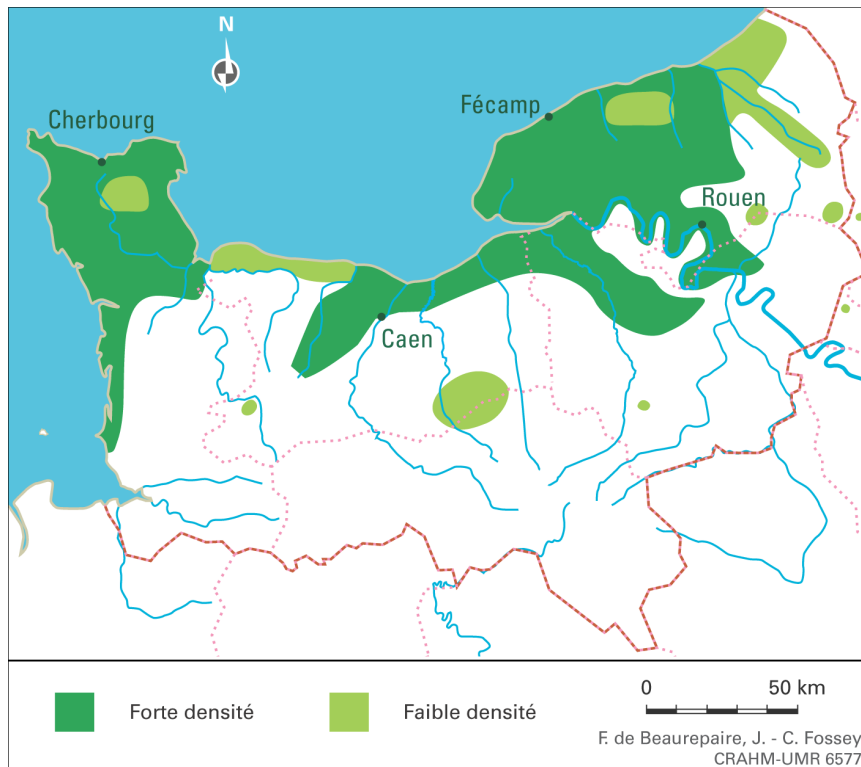 N
Cherbourg
Fécamp
Rouen
Caen
Forte densité
Faible densité
0 50 km
F. de Beaurepaire, J. - C. Fossey
CRAHM-UMR 6577